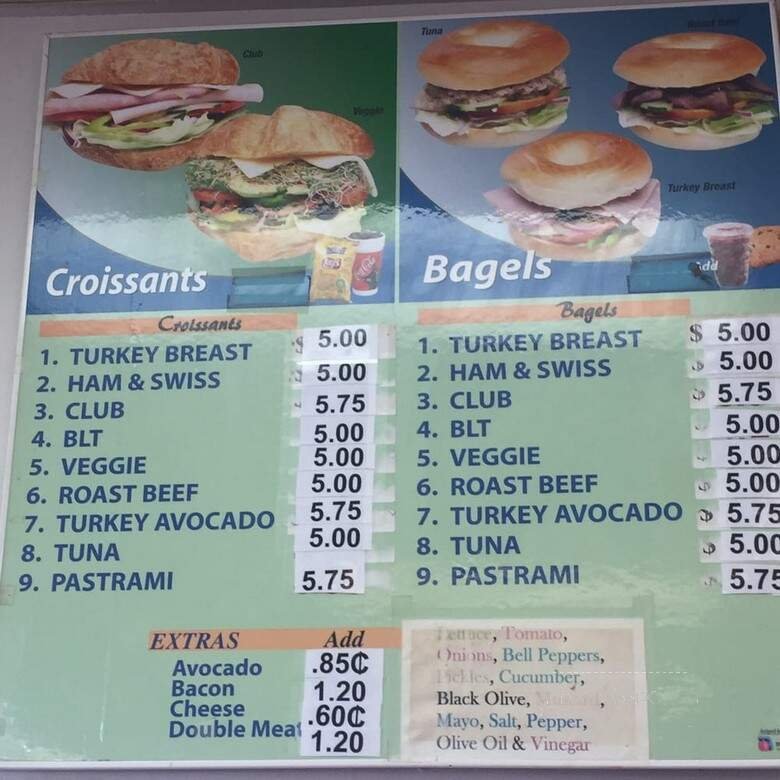 Club
Veggie
Croissants
Croissants
1. TURKEY BREAST $ 5.00
2. HAM & SWISS 5.00
3. CLUB 5.75
4. BLT 5.00
5. VEGGIE 5.00
6. ROAST BEEF 5.00
7. TURKEY AVOCADO 5.75
8. TUNA 5.00
9. PASTRAMI 5.75
EXTRAS Add
Avocado .85₵
Bacon 1.20
Cheese .60₵
Double Meat 1.20
Tuna
Roast Beef
Turkey Breast
Bagels
Add
Bagels
1. TURKEY BREAST $ 5.00
2. HAM & SWISS $ 5.00
3. CLUB $ 5.75
4. BLT 5.00
5. VEGGIE $ 5.00
6. ROAST BEEF $ 5.00
7. TURKEY AVOCADO $ 5.75
8. TUNA $ 5.00
9. PASTRAMI 5.75
Lettuce, Tomato,
Onions, Bell Peppers,
Pickles, Cucumber,
Black Olive, Mustard,
Mayo, Salt, Pepper,
Olive Oil & Vinegar